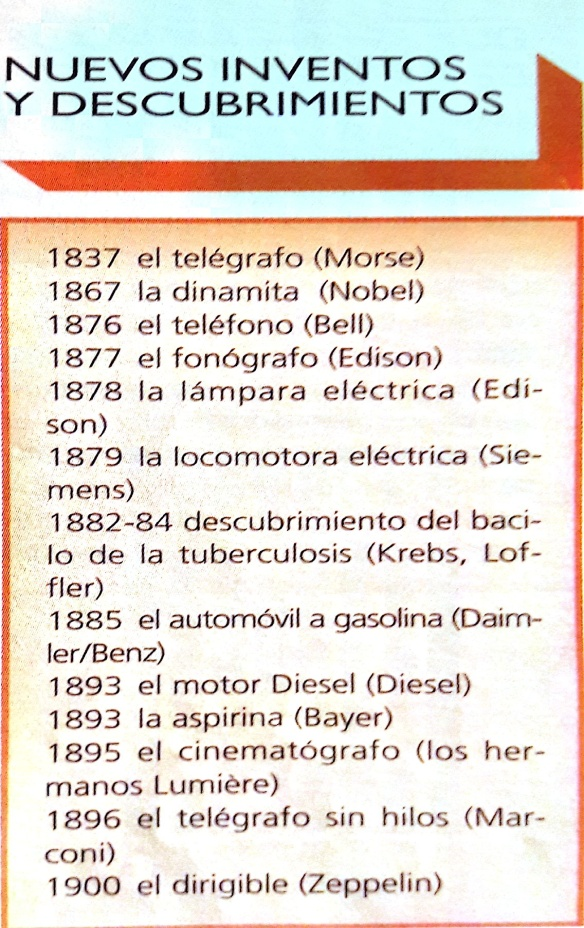 NUEVOS INVENTOS
Y DESCUBRIMIENTOS
1837 el telégrafo (Morse)
1867 la dinamita (Nobel)
1876 el teléfono (Bell)
1877 el fonógrafo (Edison)
1878 la lámpara eléctrica (Edi-
son)
1879 la locomotora eléctrica (Sie-
mens)
1882-84 descubrimiento del baci-
lo de la tuberculosis (Krebs, Lof-
fler)
1885 el automóvil a gasolina (Daim-
ler/Benz)
1893 el motor Diesel (Diesel)
1893 la aspirina (Bayer)
1895 el cinematógrafo (los her-
manos Lumière)
1896 el telégrafo sin hilos (Mar-
coni)
1900 el dirigible (Zeppelin)